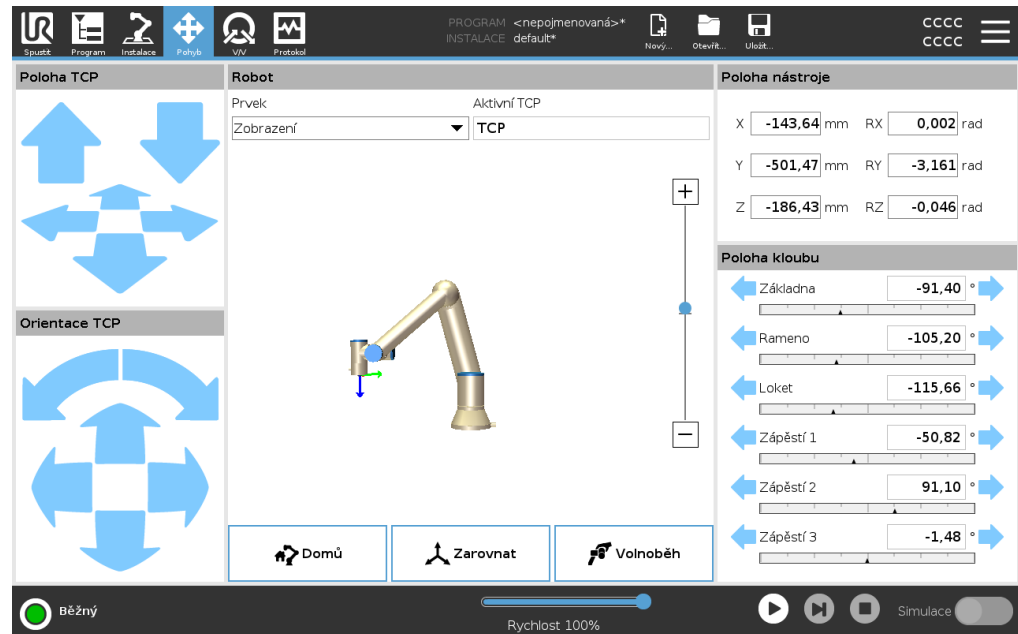 UR
PROGRAM <nepojmenovaná>*
INSTALACE default*
CCCC
CCCC
Spustit Program Instalace Pohyb V/V Protokol Nový... Otevřít... Uložit...
Poloha TCP
Robot
Poloha nástroje
Prvek
Aktivní TCP
Zobrazení
TCP
X -143,64 mm RX 0,002 rad
Y -501,47 mm RY -3,161 rad
Z -186,43 mm RZ -0,046 rad
Poloha kloubu
Základna -91,40 °
Rameno -105,20 °
Loket -115,66 °
Zápěstí 1 -50,82 °
Zápěstí 2 91,10 °
Zápěstí 3 -1,48 °
Orientace TCP
Domů
Zarovnat
Volnoběh
Běžný
Rychlost 100%
Simulace